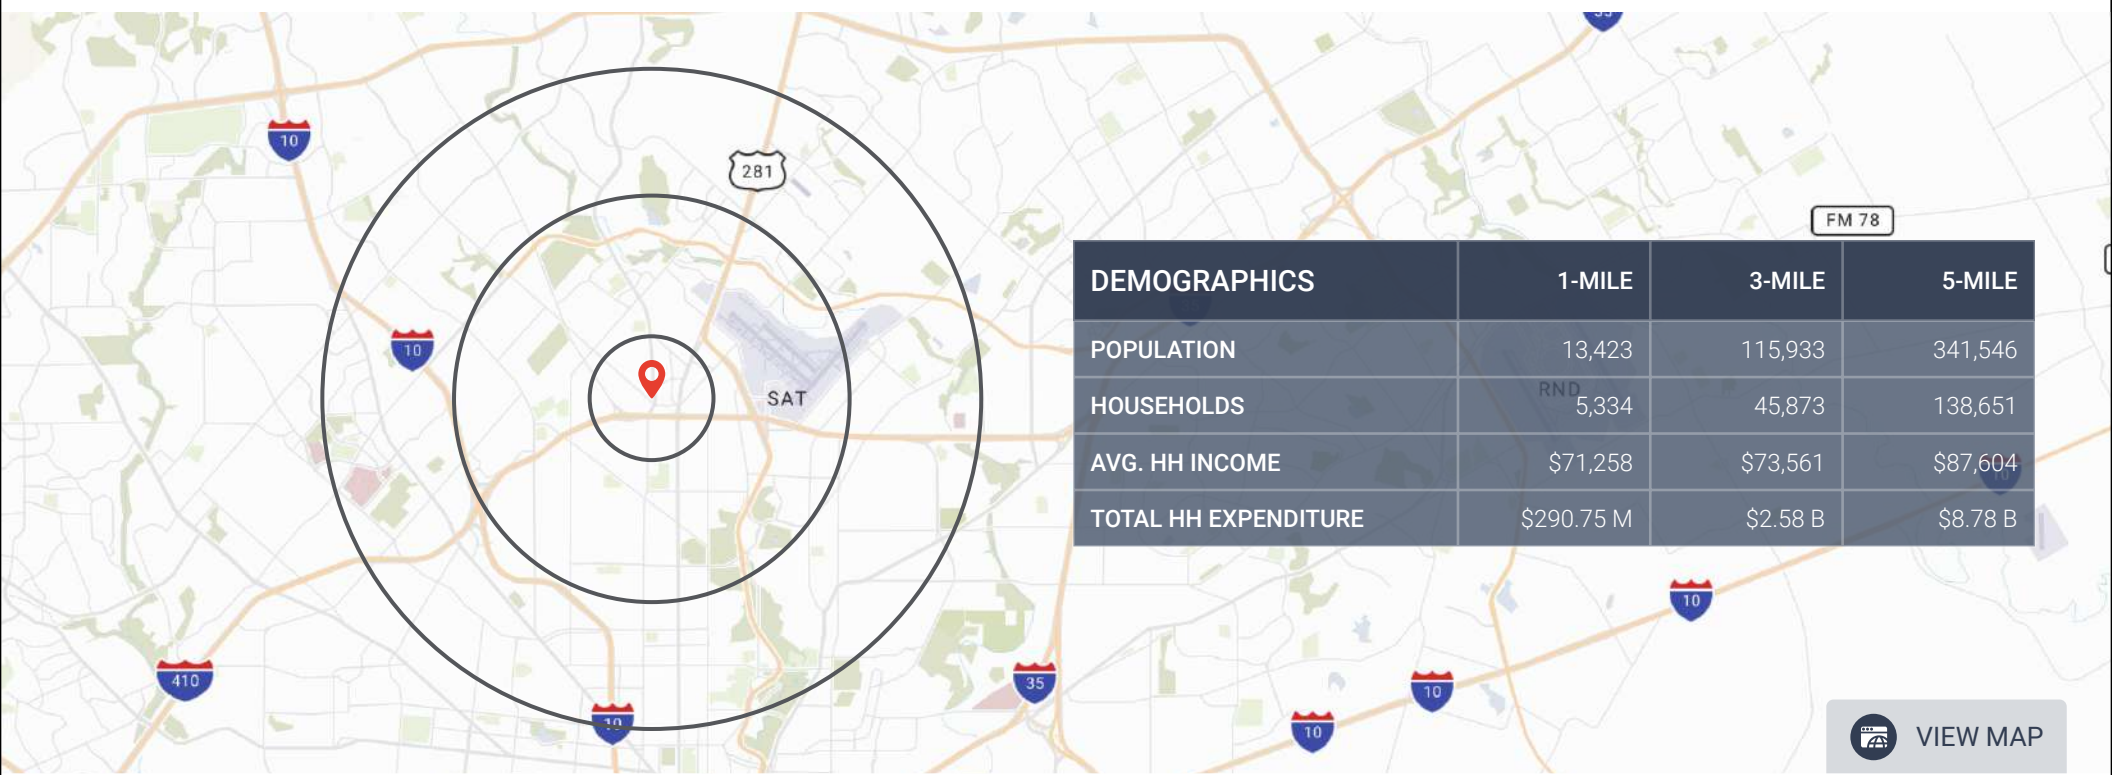 35
10
281
FM 78
DEMOGRAPHICS 1-MILE 3-MILE 5-MILE
POPULATION 13,423 115,933 341,546
10
SAT
RND
HOUSEHOLDS 5,334 45,873 138,651
AVG. HH INCOME $71,258 $73,561 $87,604
10
TOTAL HH EXPENDITURE $290.75 M $2.58 B $8.78 B
10
410
35
10
10
10
VIEW MAP